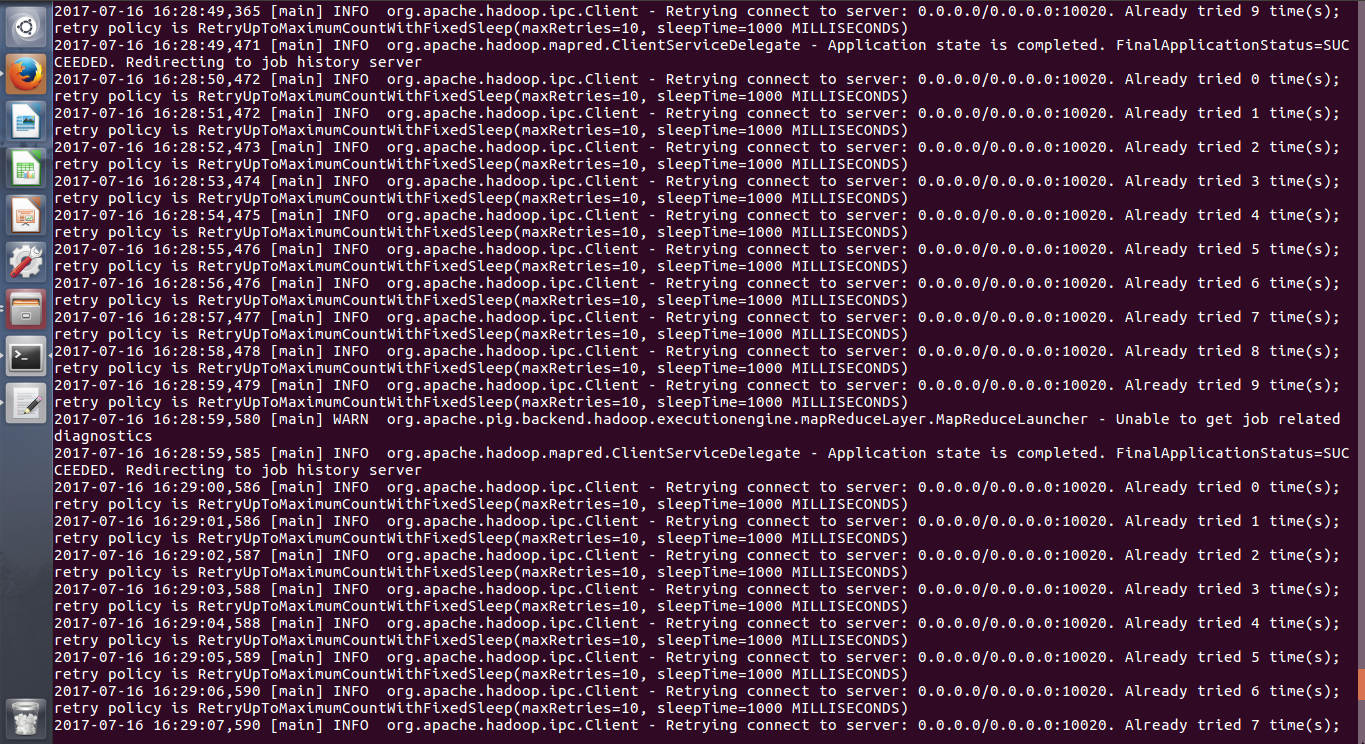 2017-07-16 16:28:49,365 [main] INFO  org.apache.hadoop.ipc.Client - Retrying connect to server: 0.0.0.0/0.0.0.0:10020. Already tried 9 time(s);
retry policy is RetryUpToMaximumCountWithFixedSleep(maxRetries=10, sleepTime=1000 MILLISECONDS)
2017-07-16 16:28:49,471 [main] INFO  org.apache.hadoop.mapred.ClientServiceDelegate - Application state is completed. FinalApplicationStatus=SUC
CEEDED. Redirecting to job history server
2017-07-16 16:28:50,472 [main] INFO  org.apache.hadoop.ipc.Client - Retrying connect to server: 0.0.0.0/0.0.0.0:10020. Already tried 0 time(s);
retry policy is RetryUpToMaximumCountWithFixedSleep(maxRetries=10, sleepTime=1000 MILLISECONDS)
2017-07-16 16:28:51,472 [main] INFO  org.apache.hadoop.ipc.Client - Retrying connect to server: 0.0.0.0/0.0.0.0:10020. Already tried 1 time(s);
retry policy is RetryUpToMaximumCountWithFixedSleep(maxRetries=10, sleepTime=1000 MILLISECONDS)
2017-07-16 16:28:52,473 [main] INFO  org.apache.hadoop.ipc.Client - Retrying connect to server: 0.0.0.0/0.0.0.0:10020. Already tried 2 time(s);
retry policy is RetryUpToMaximumCountWithFixedSleep(maxRetries=10, sleepTime=1000 MILLISECONDS)
2017-07-16 16:28:53,474 [main] INFO  org.apache.hadoop.ipc.Client - Retrying connect to server: 0.0.0.0/0.0.0.0:10020. Already tried 3 time(s);
retry policy is RetryUpToMaximumCountWithFixedSleep(maxRetries=10, sleepTime=1000 MILLISECONDS)
2017-07-16 16:28:54,475 [main] INFO  org.apache.hadoop.ipc.Client - Retrying connect to server: 0.0.0.0/0.0.0.0:10020. Already tried 4 time(s);
retry policy is RetryUpToMaximumCountWithFixedSleep(maxRetries=10, sleepTime=1000 MILLISECONDS)
2017-07-16 16:28:55,476 [main] INFO  org.apache.hadoop.ipc.Client - Retrying connect to server: 0.0.0.0/0.0.0.0:10020. Already tried 5 time(s);
retry policy is RetryUpToMaximumCountWithFixedSleep(maxRetries=10, sleepTime=1000 MILLISECONDS)
2017-07-16 16:28:56,476 [main] INFO  org.apache.hadoop.ipc.Client - Retrying connect to server: 0.0.0.0/0.0.0.0:10020. Already tried 6 time(s);
retry policy is RetryUpToMaximumCountWithFixedSleep(maxRetries=10, sleepTime=1000 MILLISECONDS)
2017-07-16 16:28:57,477 [main] INFO  org.apache.hadoop.ipc.Client - Retrying connect to server: 0.0.0.0/0.0.0.0:10020. Already tried 7 time(s);
retry policy is RetryUpToMaximumCountWithFixedSleep(maxRetries=10, sleepTime=1000 MILLISECONDS)
2017-07-16 16:28:58,478 [main] INFO  org.apache.hadoop.ipc.Client - Retrying connect to server: 0.0.0.0/0.0.0.0:10020. Already tried 8 time(s);
retry policy is RetryUpToMaximumCountWithFixedSleep(maxRetries=10, sleepTime=1000 MILLISECONDS)
2017-07-16 16:28:59,479 [main] INFO  org.apache.hadoop.ipc.Client - Retrying connect to server: 0.0.0.0/0.0.0.0:10020. Already tried 9 time(s);
retry policy is RetryUpToMaximumCountWithFixedSleep(maxRetries=10, sleepTime=1000 MILLISECONDS)
2017-07-16 16:28:59,580 [main] WARN  org.apache.pig.backend.hadoop.executionengine.mapReduceLayer.MapReduceLauncher - Unable to get job related
diagnostics
2017-07-16 16:28:59,585 [main] INFO  org.apache.hadoop.mapred.ClientServiceDelegate - Application state is completed. FinalApplicationStatus=SUC
CEEDED. Redirecting to job history server
2017-07-16 16:29:00,586 [main] INFO  org.apache.hadoop.ipc.Client - Retrying connect to server: 0.0.0.0/0.0.0.0:10020. Already tried 0 time(s);
retry policy is RetryUpToMaximumCountWithFixedSleep(maxRetries=10, sleepTime=1000 MILLISECONDS)
2017-07-16 16:29:01,586 [main] INFO  org.apache.hadoop.ipc.Client - Retrying connect to server: 0.0.0.0/0.0.0.0:10020. Already tried 1 time(s);
retry policy is RetryUpToMaximumCountWithFixedSleep(maxRetries=10, sleepTime=1000 MILLISECONDS)
2017-07-16 16:29:02,587 [main] INFO  org.apache.hadoop.ipc.Client - Retrying connect to server: 0.0.0.0/0.0.0.0:10020. Already tried 2 time(s);
retry policy is RetryUpToMaximumCountWithFixedSleep(maxRetries=10, sleepTime=1000 MILLISECONDS)
2017-07-16 16:29:03,588 [main] INFO  org.apache.hadoop.ipc.Client - Retrying connect to server: 0.0.0.0/0.0.0.0:10020. Already tried 3 time(s);
retry policy is RetryUpToMaximumCountWithFixedSleep(maxRetries=10, sleepTime=1000 MILLISECONDS)
2017-07-16 16:29:04,588 [main] INFO  org.apache.hadoop.ipc.Client - Retrying connect to server: 0.0.0.0/0.0.0.0:10020. Already tried 4 time(s);
retry policy is RetryUpToMaximumCountWithFixedSleep(maxRetries=10, sleepTime=1000 MILLISECONDS)
2017-07-16 16:29:05,589 [main] INFO  org.apache.hadoop.ipc.Client - Retrying connect to server: 0.0.0.0/0.0.0.0:10020. Already tried 5 time(s);
retry policy is RetryUpToMaximumCountWithFixedSleep(maxRetries=10, sleepTime=1000 MILLISECONDS)
2017-07-16 16:29:06,590 [main] INFO  org.apache.hadoop.ipc.Client - Retrying connect to server: 0.0.0.0/0.0.0.0:10020. Already tried 6 time(s);
retry policy is RetryUpToMaximumCountWithFixedSleep(maxRetries=10, sleepTime=1000 MILLISECONDS)
2017-07-16 16:29:07,590 [main] INFO  org.apache.hadoop.ipc.Client - Retrying connect to server: 0.0.0.0/0.0.0.0:10020. Already tried 7 time(s);